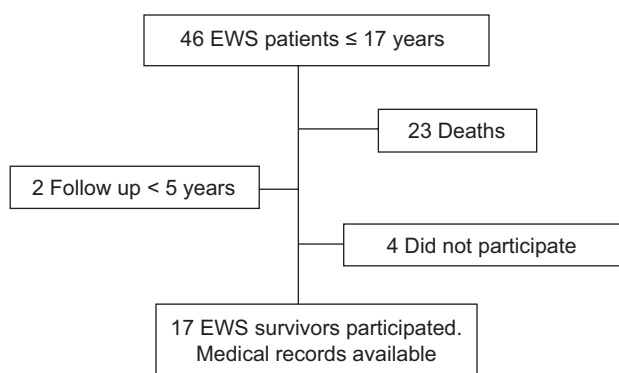 46 EWS patients ≤ 17 years
23 Deaths
2 Follow up < 5 years
4 Did not participate
17 EWS survivors participated.
Medical records available